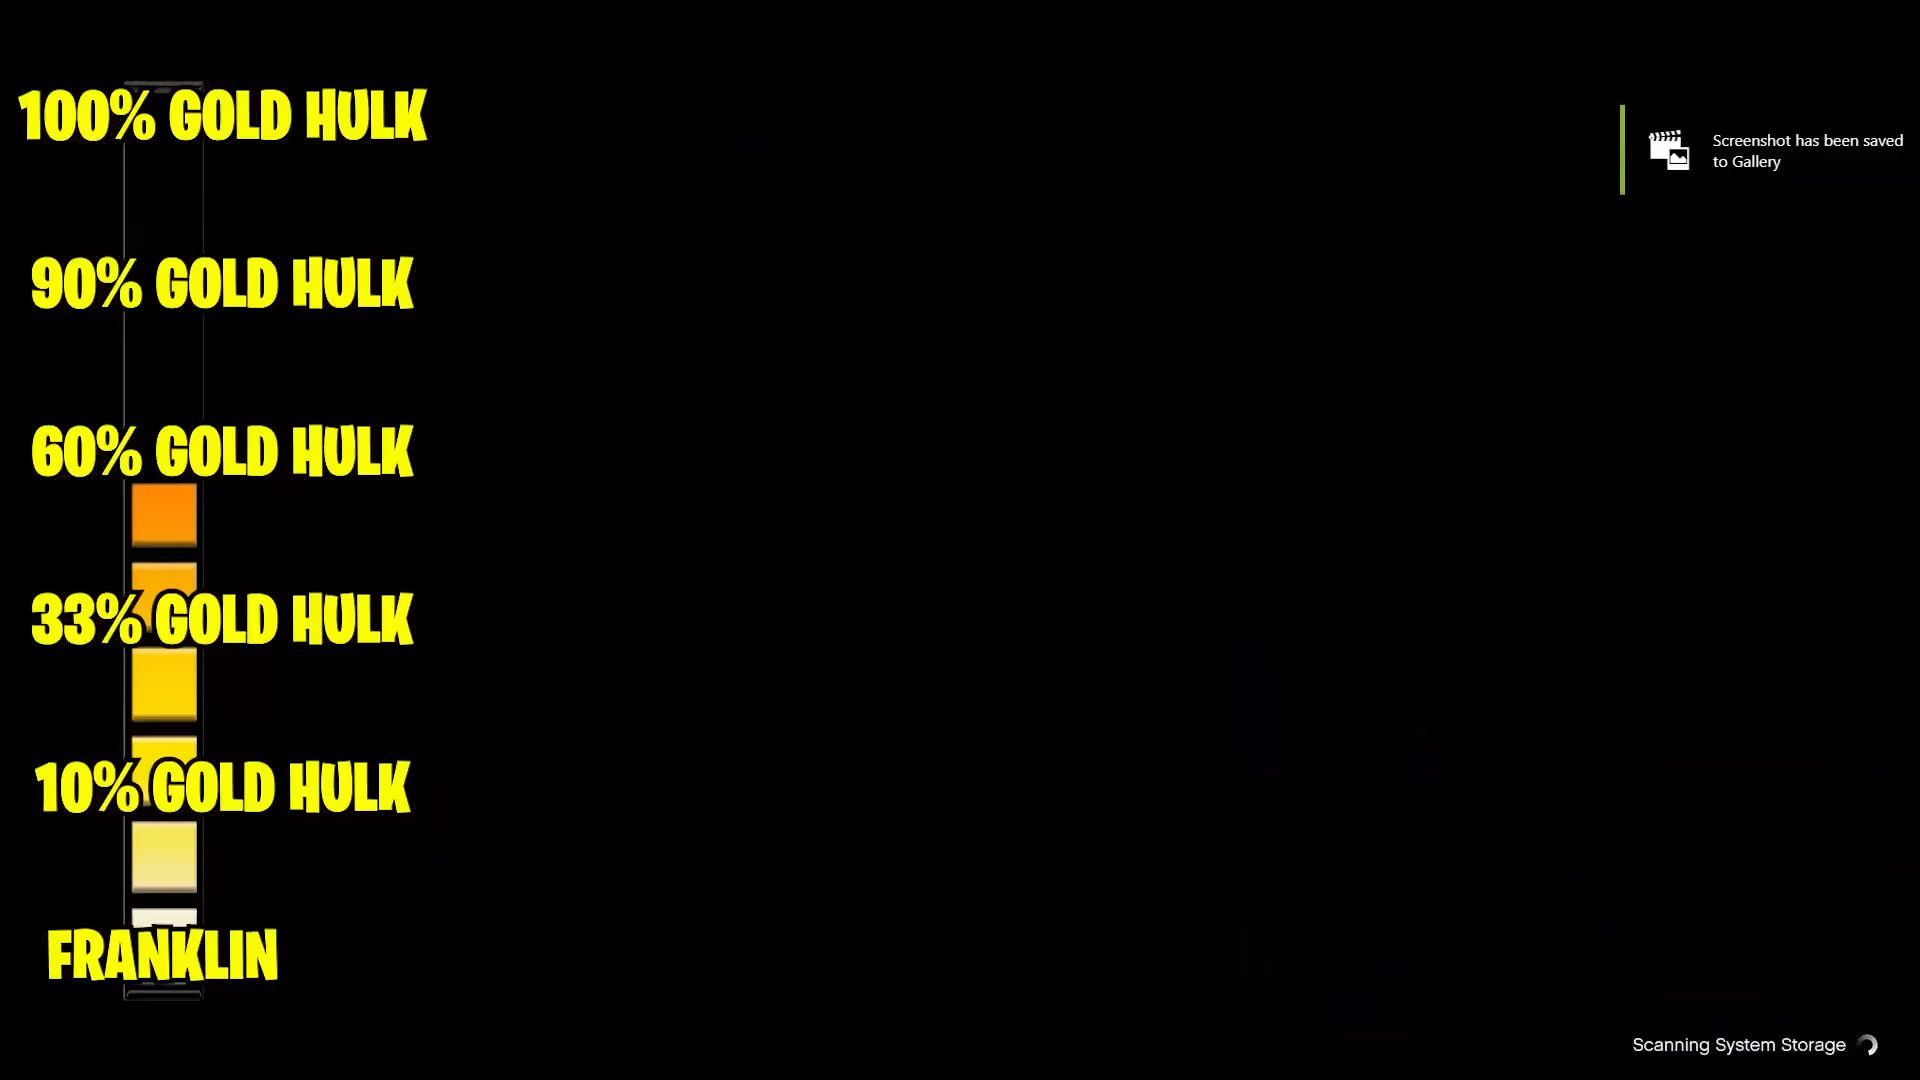 100% GOLD HULK
Screenshot has been saved
to Gallery
90% GOLD HULK
60% GOLD HULK
33% GOLD HULK
10% GOLD HULK
FRANKLIN
Scanning System Storage